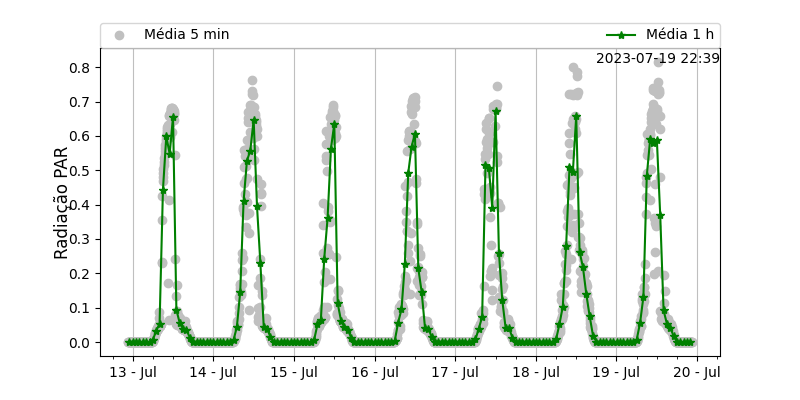 Média 5 min
Média 1 h
2023-07-19 22:39
Radiação PAR
0.8
0.7
0.6
0.5
0.4
0.3
0.2
0.1
0.0
13 - Jul
14 - Jul
15 - Jul
16 - Jul
17 - Jul
18 - Jul
19 - Jul
20 - Jul